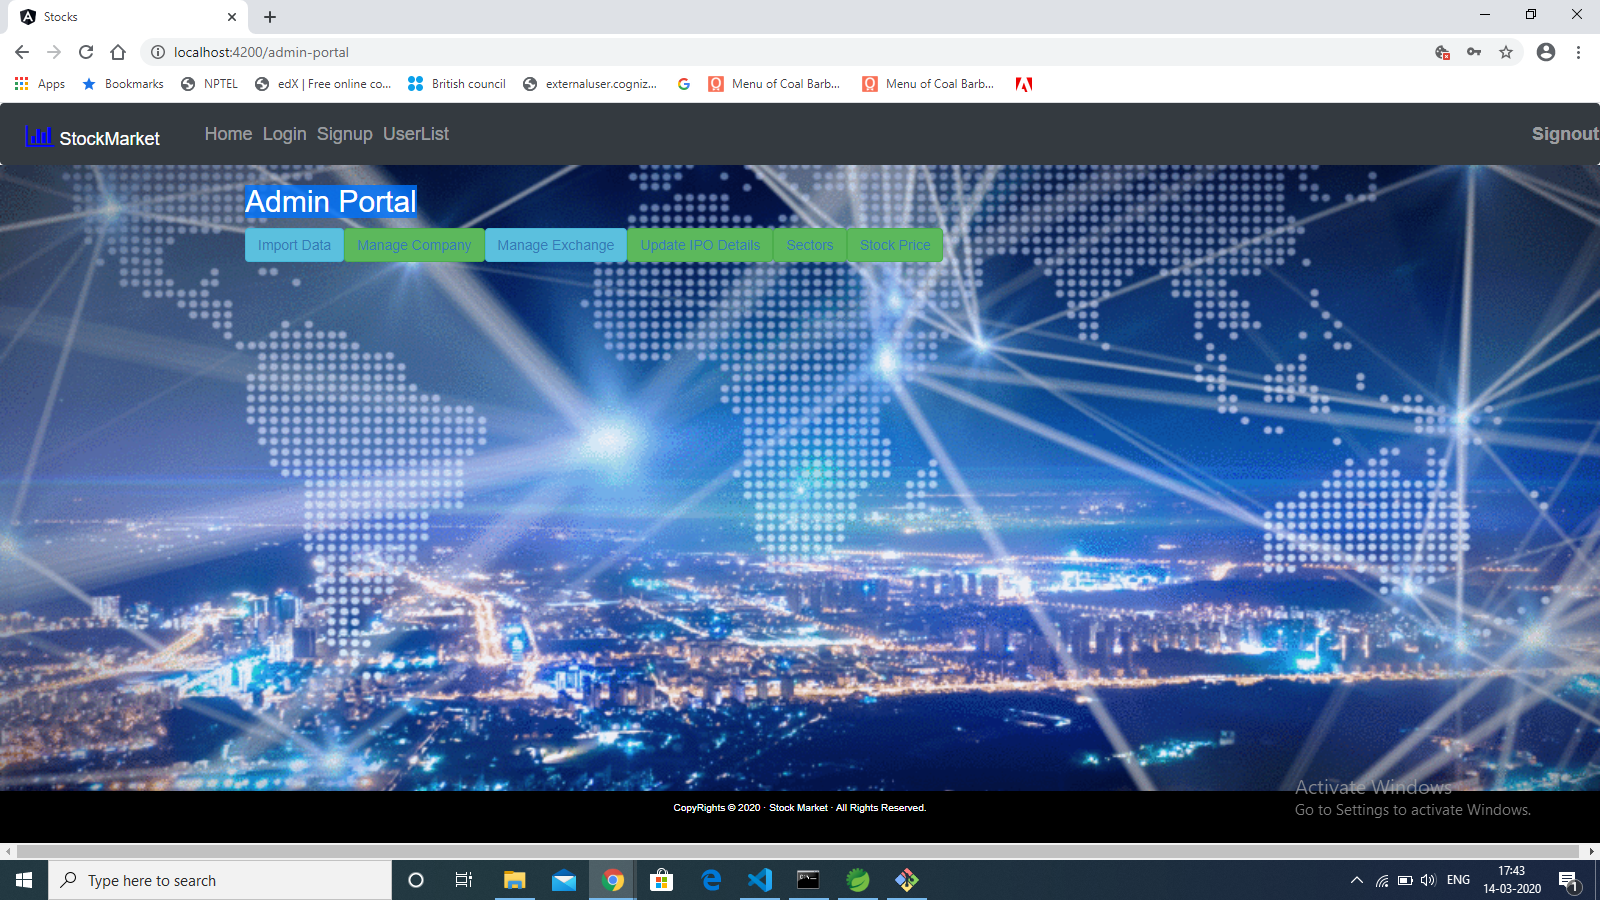 Stocks
localhost:4200/admin-portal
Apps Bookmarks NPTEL edX | Free online co... British council externaluser.cogniz... Menu of Coal Barb... Menu of Coal Barb...
StockMarket Home Login Signup UserList Signout
Admin Portal
Import Data Manage Company Manage Exchange Update IPO Details Sectors Stock Price
Activate Windows
CopyRights © 2020 · Stock Market · All Rights Reserved.
Go to Settings to activate Windows.
Type here to search
ENG
17:43
14-03-2020
1